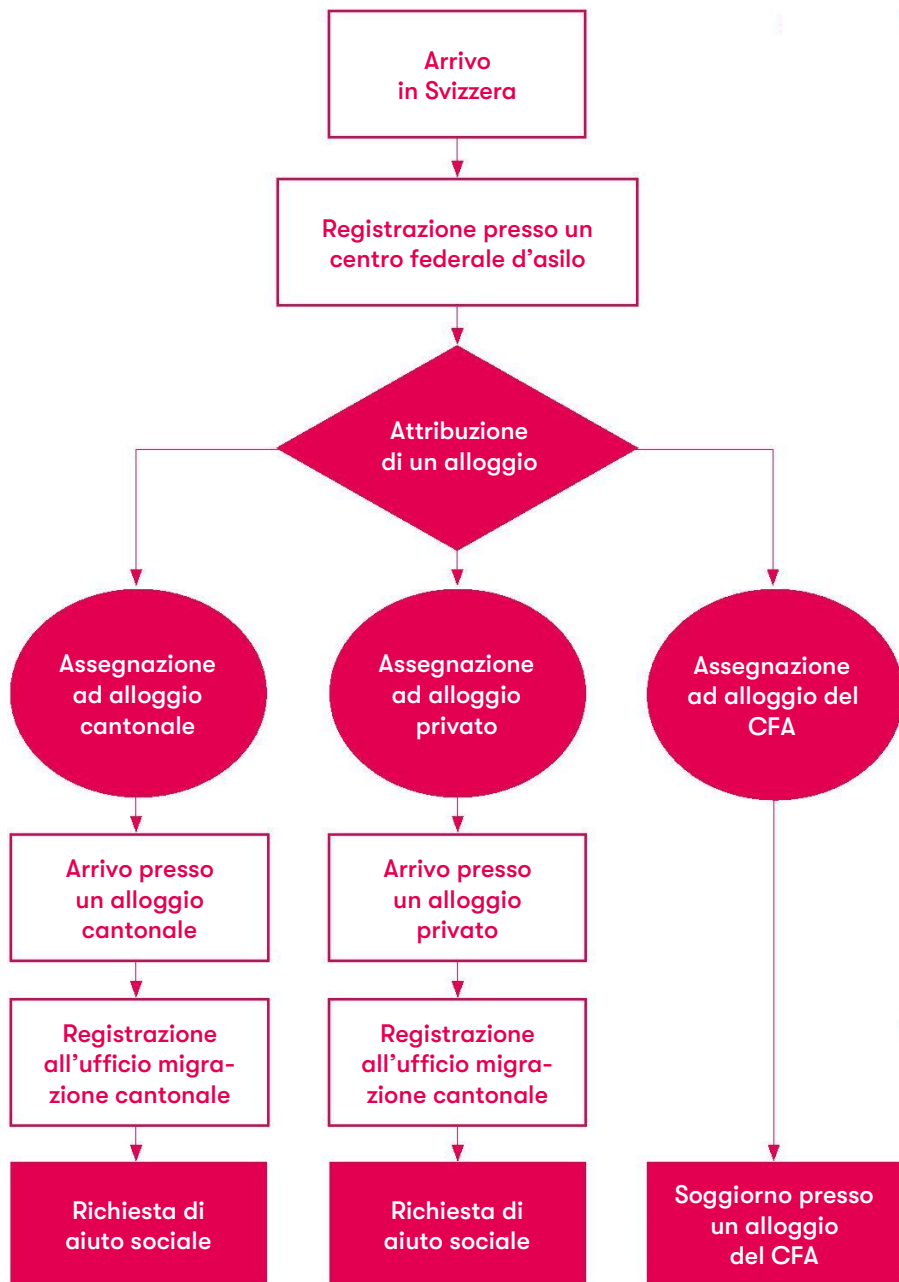 Arrivo
in Svizzera
Registrazione presso un
centro federale d’asilo
Attribuzione
di un alloggio
Assegnazione
ad alloggio
cantonale
Assegnazione
ad alloggio
privato
Assegnazione
ad alloggio del
CFA
Arrivo presso
un alloggio
cantonale
Arrivo presso
un alloggio
privato
Registrazione
all’ufficio migra-
zione cantonale
Registrazione
all’ufficio migra-
zione cantonale
Richiesta di
aiuto sociale
Richiesta di
aiuto sociale
Soggiorno presso
un alloggio
del CFA